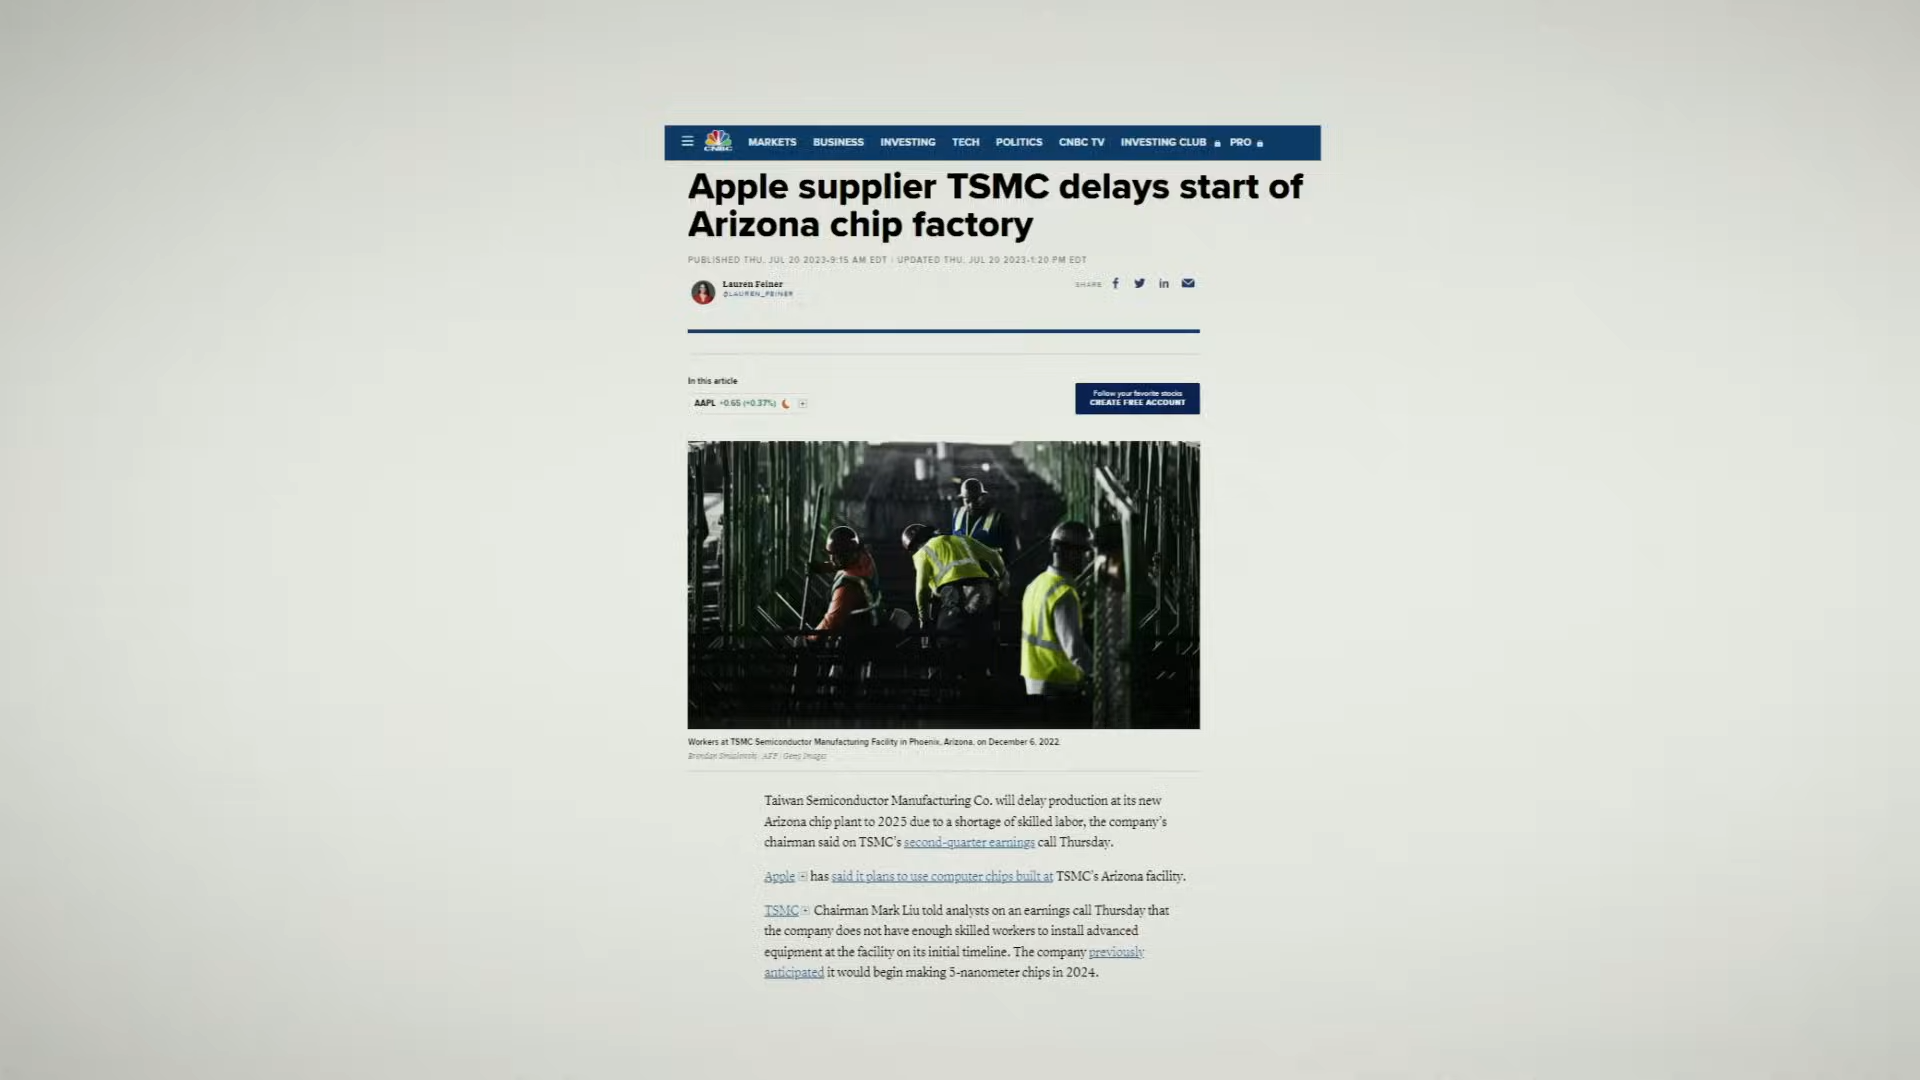 CNBC
MARKETS BUSINESS INVESTING TECH POLITICS CNBC TV INVESTING CLUB PRO
Apple supplier TSMC delays start of
Arizona chip factory
PUBLISHED THU, JUL 20 2023-9:15 AM EDT | UPDATED THU, JUL 20 2023-1:20 PM EDT
Lauren Feiner
@LAUREN_FEINER
SHARE
In this article
AAPL +0.65 (+0.37%)
Follow your favorite stocks
CREATE FREE ACCOUNT
Workers at TSMC Semiconductor Manufacturing Facility in Phoenix, Arizona, on December 6, 2022.
Brendan Smialowski | AFP | Getty Images
Taiwan Semiconductor Manufacturing Co. will delay production at its new
Arizona chip plant to 2025 due to a shortage of skilled labor, the company's
chairman said on TSMC's second-quarter earnings call Thursday.
Apple has said it plans to use computer chips built at TSMC's Arizona facility.
TSMC Chairman Mark Liu told analysts on an earnings call Thursday that
the company does not have enough skilled workers to install advanced
equipment at the facility on its initial timeline. The company previously
anticipated it would begin making 5-nanometer chips in 2024.